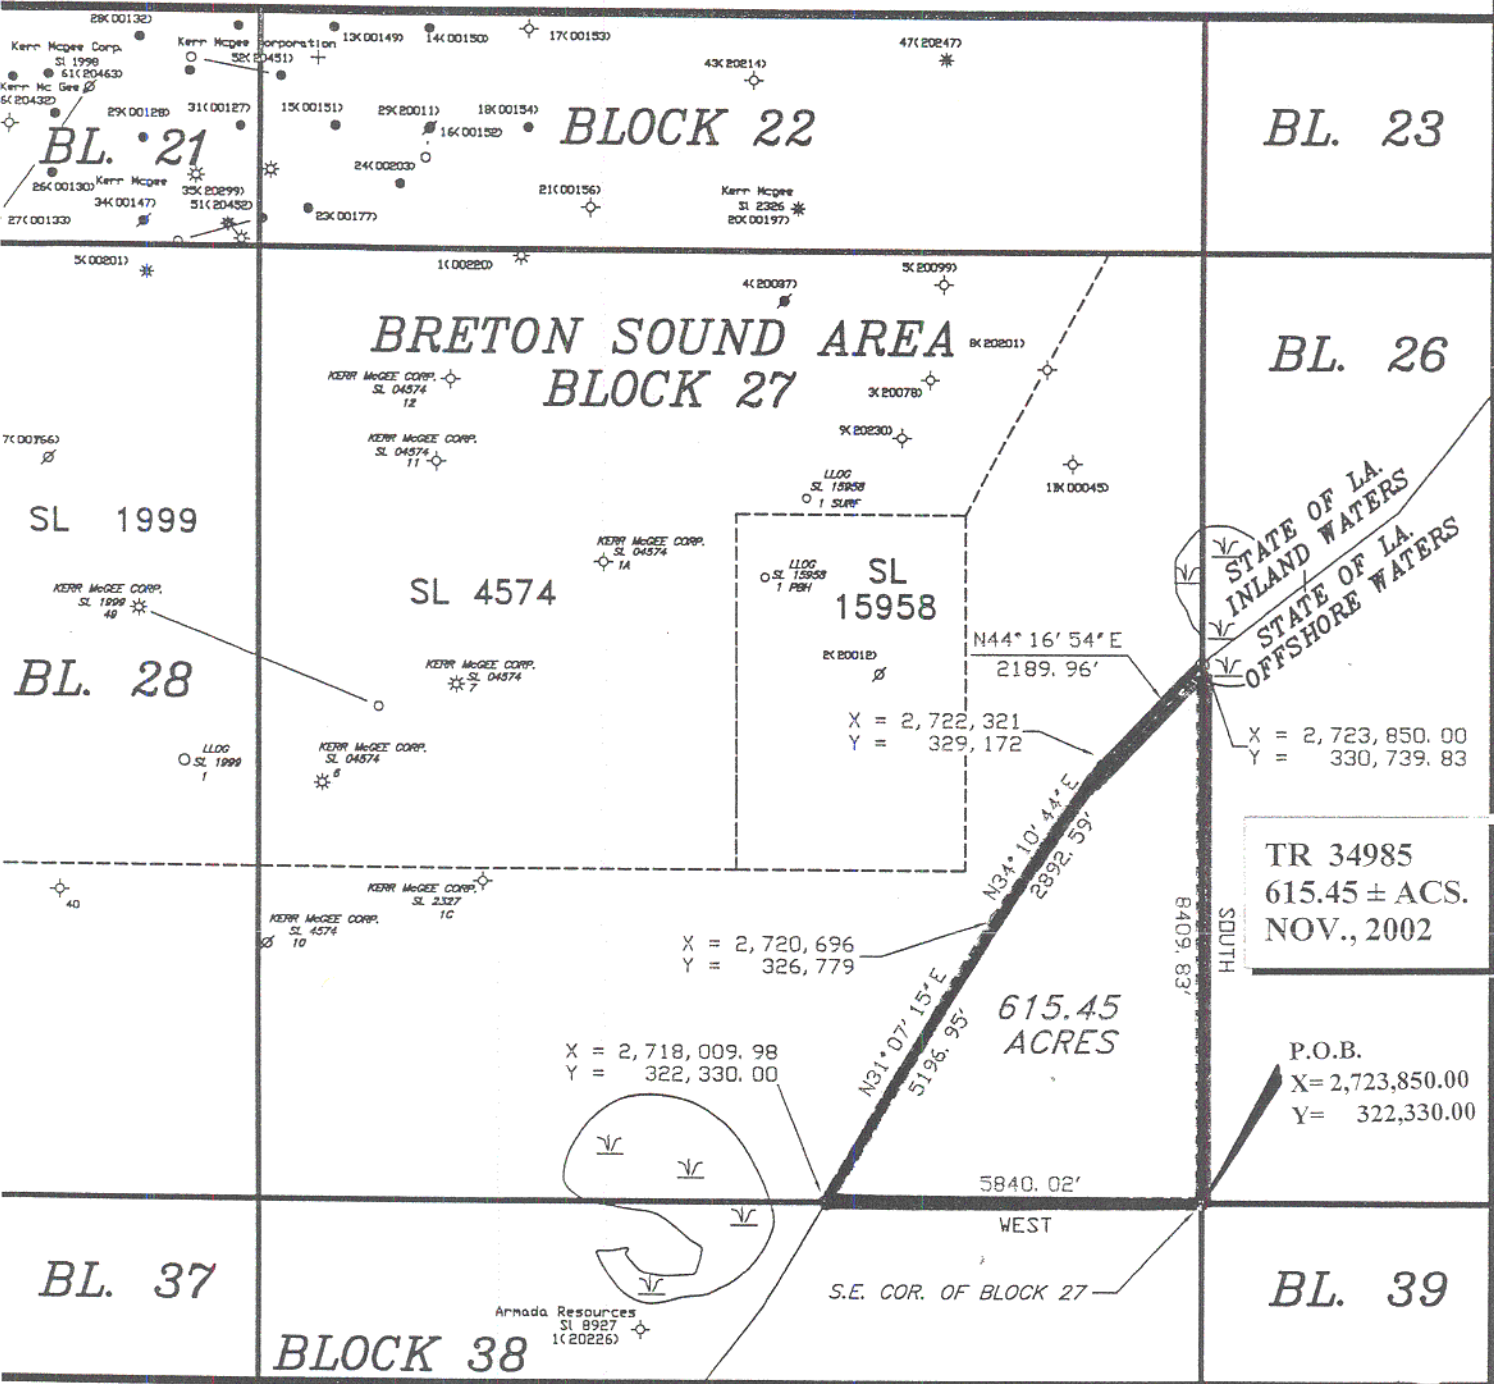 28(00132)
Kerr Mcgee Corp.
Sl 1998
61(20463)
Kerr Mc Gee
6(20432)
Kerr Mcgee Corporation
52(20451)
13(00149)
14(00150)
17(00153)
43(20214)
47(20247)
29(00128)
31(00127)
15(00151)
29(20011)
16(00152)
18(00154)
BLOCK 22
BL. 23
BL. 21
24(00203)
26(00130)
Kerr Mcgee
34(00147)
35(20299)
51(20452)
27(00133)
23(00177)
21(00156)
Kerr Mcgee
Sl 2326
20(00197)
5(00201)
1(00220)
4(20087)
5(20099)
BRETON SOUND AREA
BLOCK 27
8(20201)
BL. 26
KERR McGEE CORP.
SL 04574
12
3(20078)
KERR McGEE CORP.
SL 04574
11
9(20230)
7(00766)
LLOG
SL 15958
1 SURF
11(00045)
SL 1999
STATE OF LA.
INLAND WATERS
STATE OF LA.
OFFSHORE WATERS
KERR McGEE CORP.
SL 04574
1A
LLOG
SL 15958
1 PBH
SL
15958
KERR McGEE CORP.
SL 1999
49
SL 4574
N44° 16' 54" E
2189. 96'
2(20012)
BL. 28
KERR McGEE CORP.
SL 04574
7
X = 2, 722, 321
Y = 329, 172
X = 2, 723, 850. 00
Y = 330, 739. 83
LLOG
SL 1999
1
KERR McGEE CORP.
SL 04574
6
N34° 10' 44" E
2892. 59'
TR 34985
615.45 ± ACS.
NOV., 2002
40
KERR McGEE CORP.
SL 2327
1C
KERR McGEE CORP.
SL 4574
10
X = 2, 720, 696
Y = 326, 779
8409. 83'
SOUTH
N31° 07' 15" E
5196. 95'
615.45
ACRES
X = 2, 718, 009. 98
Y = 322, 330. 00
P.O.B.
X= 2,723,850.00
Y= 322,330.00
5840. 02'
WEST
BL. 37
S.E. COR. OF BLOCK 27
BL. 39
Armada Resources
Sl 8927
1(20226)
BLOCK 38